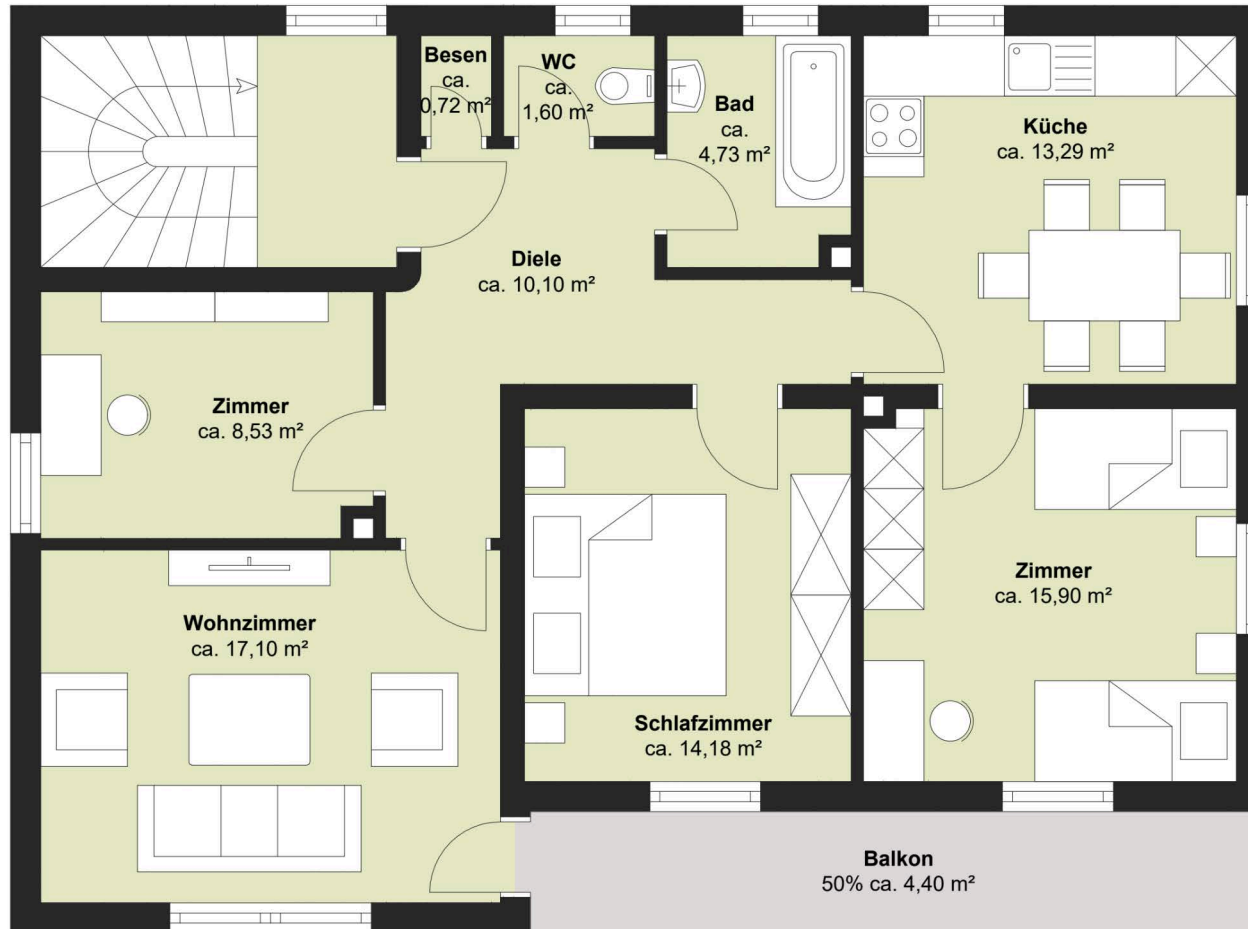 Besen
ca.
0,72 m²
WC
ca.
1,60 m²
Bad
ca.
4,73 m²
Küche
ca. 13,29 m²
Diele
ca. 10,10 m²
Zimmer
ca. 8,53 m²
Zimmer
ca. 15,90 m²
Wohnzimmer
ca. 17,10 m²
Schlafzimmer
ca. 14,18 m²
Balkon
50% ca. 4,40 m²